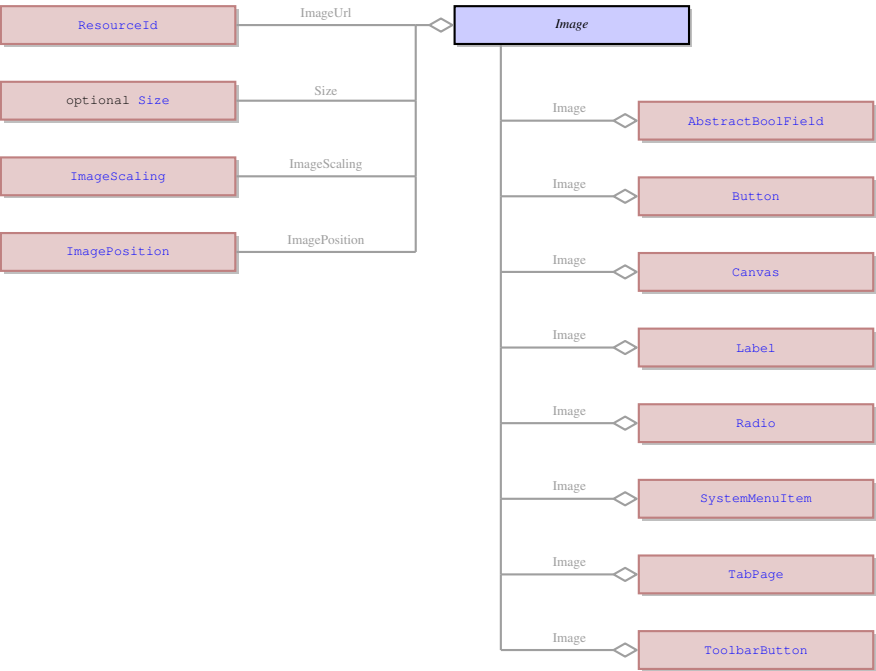 ImageUrl
ResourceId
Image
Size
optional Size
ImageScaling
ImageScaling
ImagePosition
ImagePosition
Image
AbstractBoolField
Image
Button
Image
Canvas
Image
Label
Image
Radio
Image
SystemMenuItem
Image
TabPage
Image
ToolbarButton